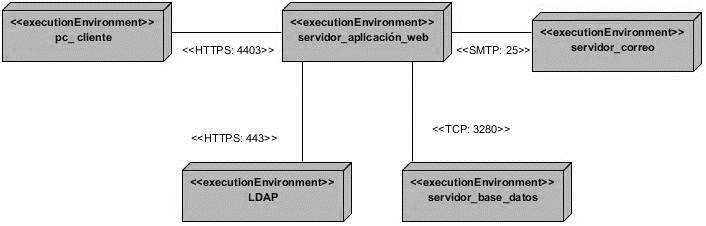 <<executionEnvironment>>
pc_ cliente
<<HTTPS: 4403>>
<<executionEnvironment>>
servidor_aplicación_web
<<SMTP: 25>>
<<executionEnvironment>>
servidor_correo
<<HTTPS: 443>>
<<TCP: 3280>>
<<executionEnvironment>>
LDAP
<<executionEnvironment>>
servidor_base_datos